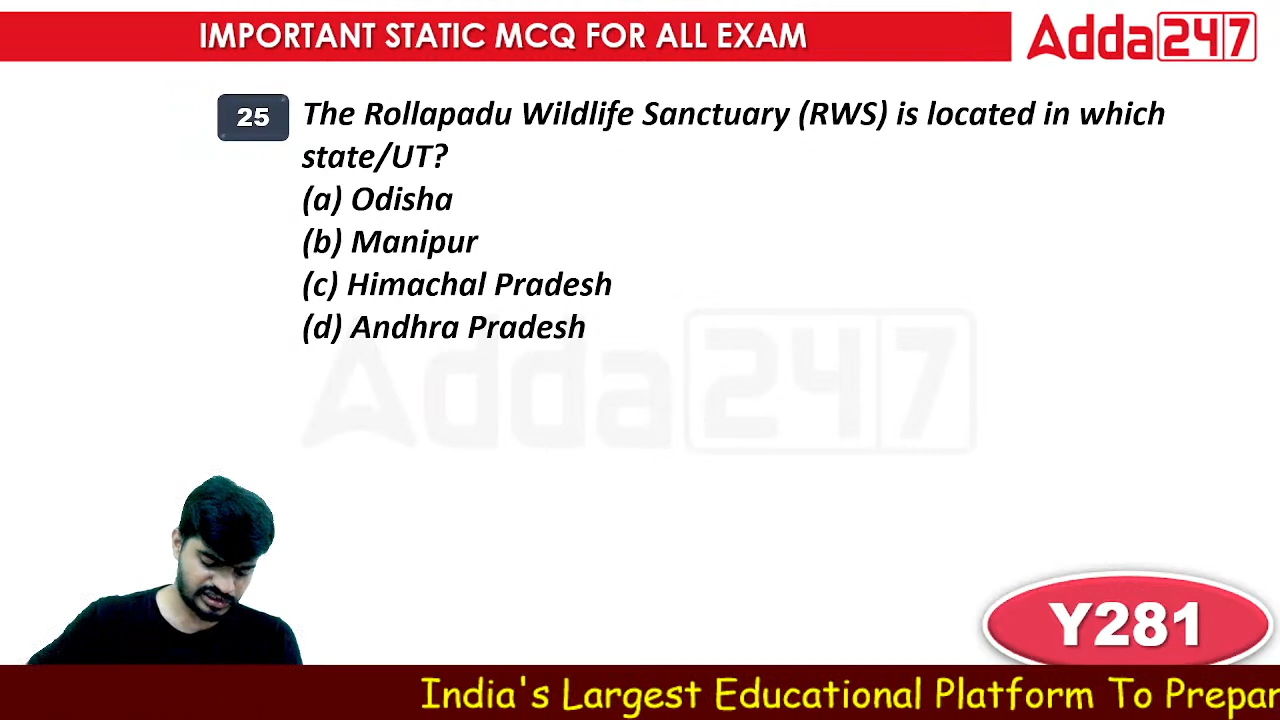 IMPORTANT STATIC MCQ FOR ALL EXAM
Adda247
25
The Rollapadu Wildlife Sanctuary (RWS) is located in which
state/UT?
(a) Odisha
(b) Manipur
(c) Himachal Pradesh
(d) Andhra Pradesh
Adda247
Y281
India's Largest Educational Platform To Prepar